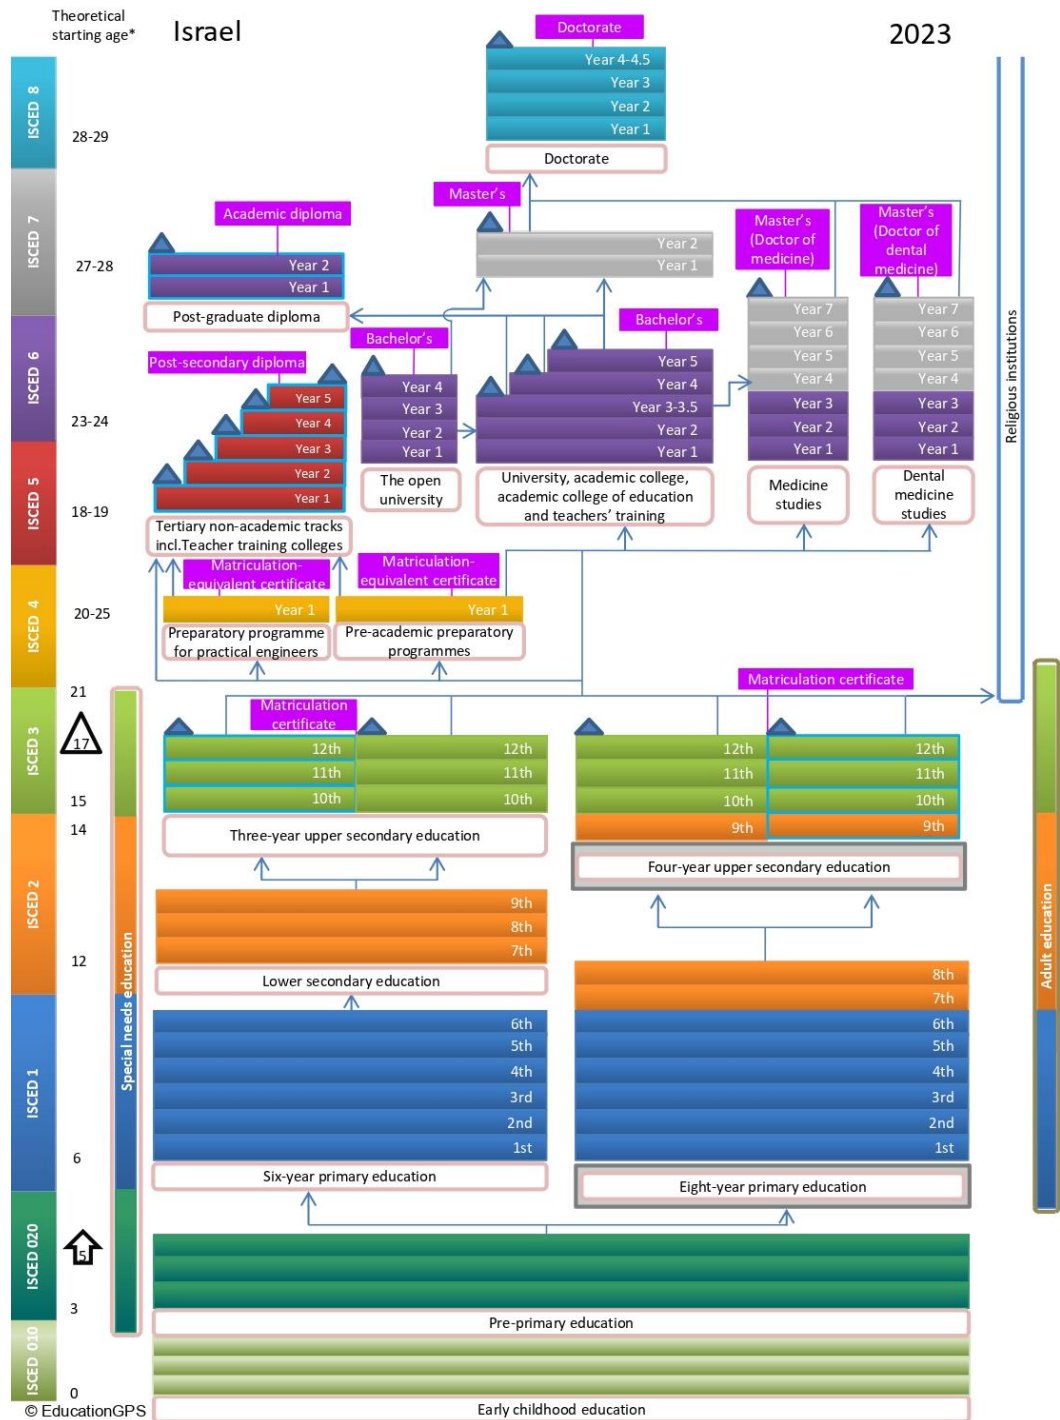 Theoretical
starting age*
Israel
2023
ISCED 8
28-29
Doctorate
Year 4-4.5
Year 3
Year 2
Year 1
Doctorate
ISCED 7
27-28
Academic diploma
Year 2
Year 1
Post-graduate diploma
Master's
Year 2
Year 1
Master's
(Doctor of
medicine)
Master's
(Doctor of
dental
medicine)
Year 7
Year 6
Year 5
Year 4
Year 3
Year 2
Year 1
Medicine
studies
Year 7
Year 6
Year 5
Year 4
Year 3
Year 2
Year 1
Dental
medicine
studies
Religious institutions
ISCED 6
23-24
Post-secondary diploma
Year 5
Year 4
Year 3
Year 2
Year 1
Tertiary non-academic tracks
incl.Teacher training colleges
Bachelor's
Year 4
Year 3
Year 2
Year 1
The open
university
Bachelor's
Year 5
Year 4
Year 3-3.5
Year 2
Year 1
University, academic college,
academic college of education
and teachers' training
ISCED 5
18-19
ISCED 4
20-25
Matriculation-
equivalent certificate
Year 1
Preparatory programme
for practical engineers
Matriculation-
equivalent certificate
Year 1
Pre-academic preparatory
programmes
ISCED 3
21
17
15
Matriculation
certificate
12th
11th
10th
12th
11th
10th
Three-year upper secondary education
Matriculation certificate
12th
11th
10th
9th
12th
11th
10th
9th
Four-year upper secondary education
ISCED 2
14
12
9th
8th
7th
Lower secondary education
8th
7th
6th
5th
4th
3rd
2nd
1st
Eight-year primary education
Special needs education
Adult education
ISCED 1
6
6th
5th
4th
3rd
2nd
1st
Six-year primary education
ISCED 020
5
3
Pre-primary education
ISCED 010
0
Early childhood education
© EducationGPS